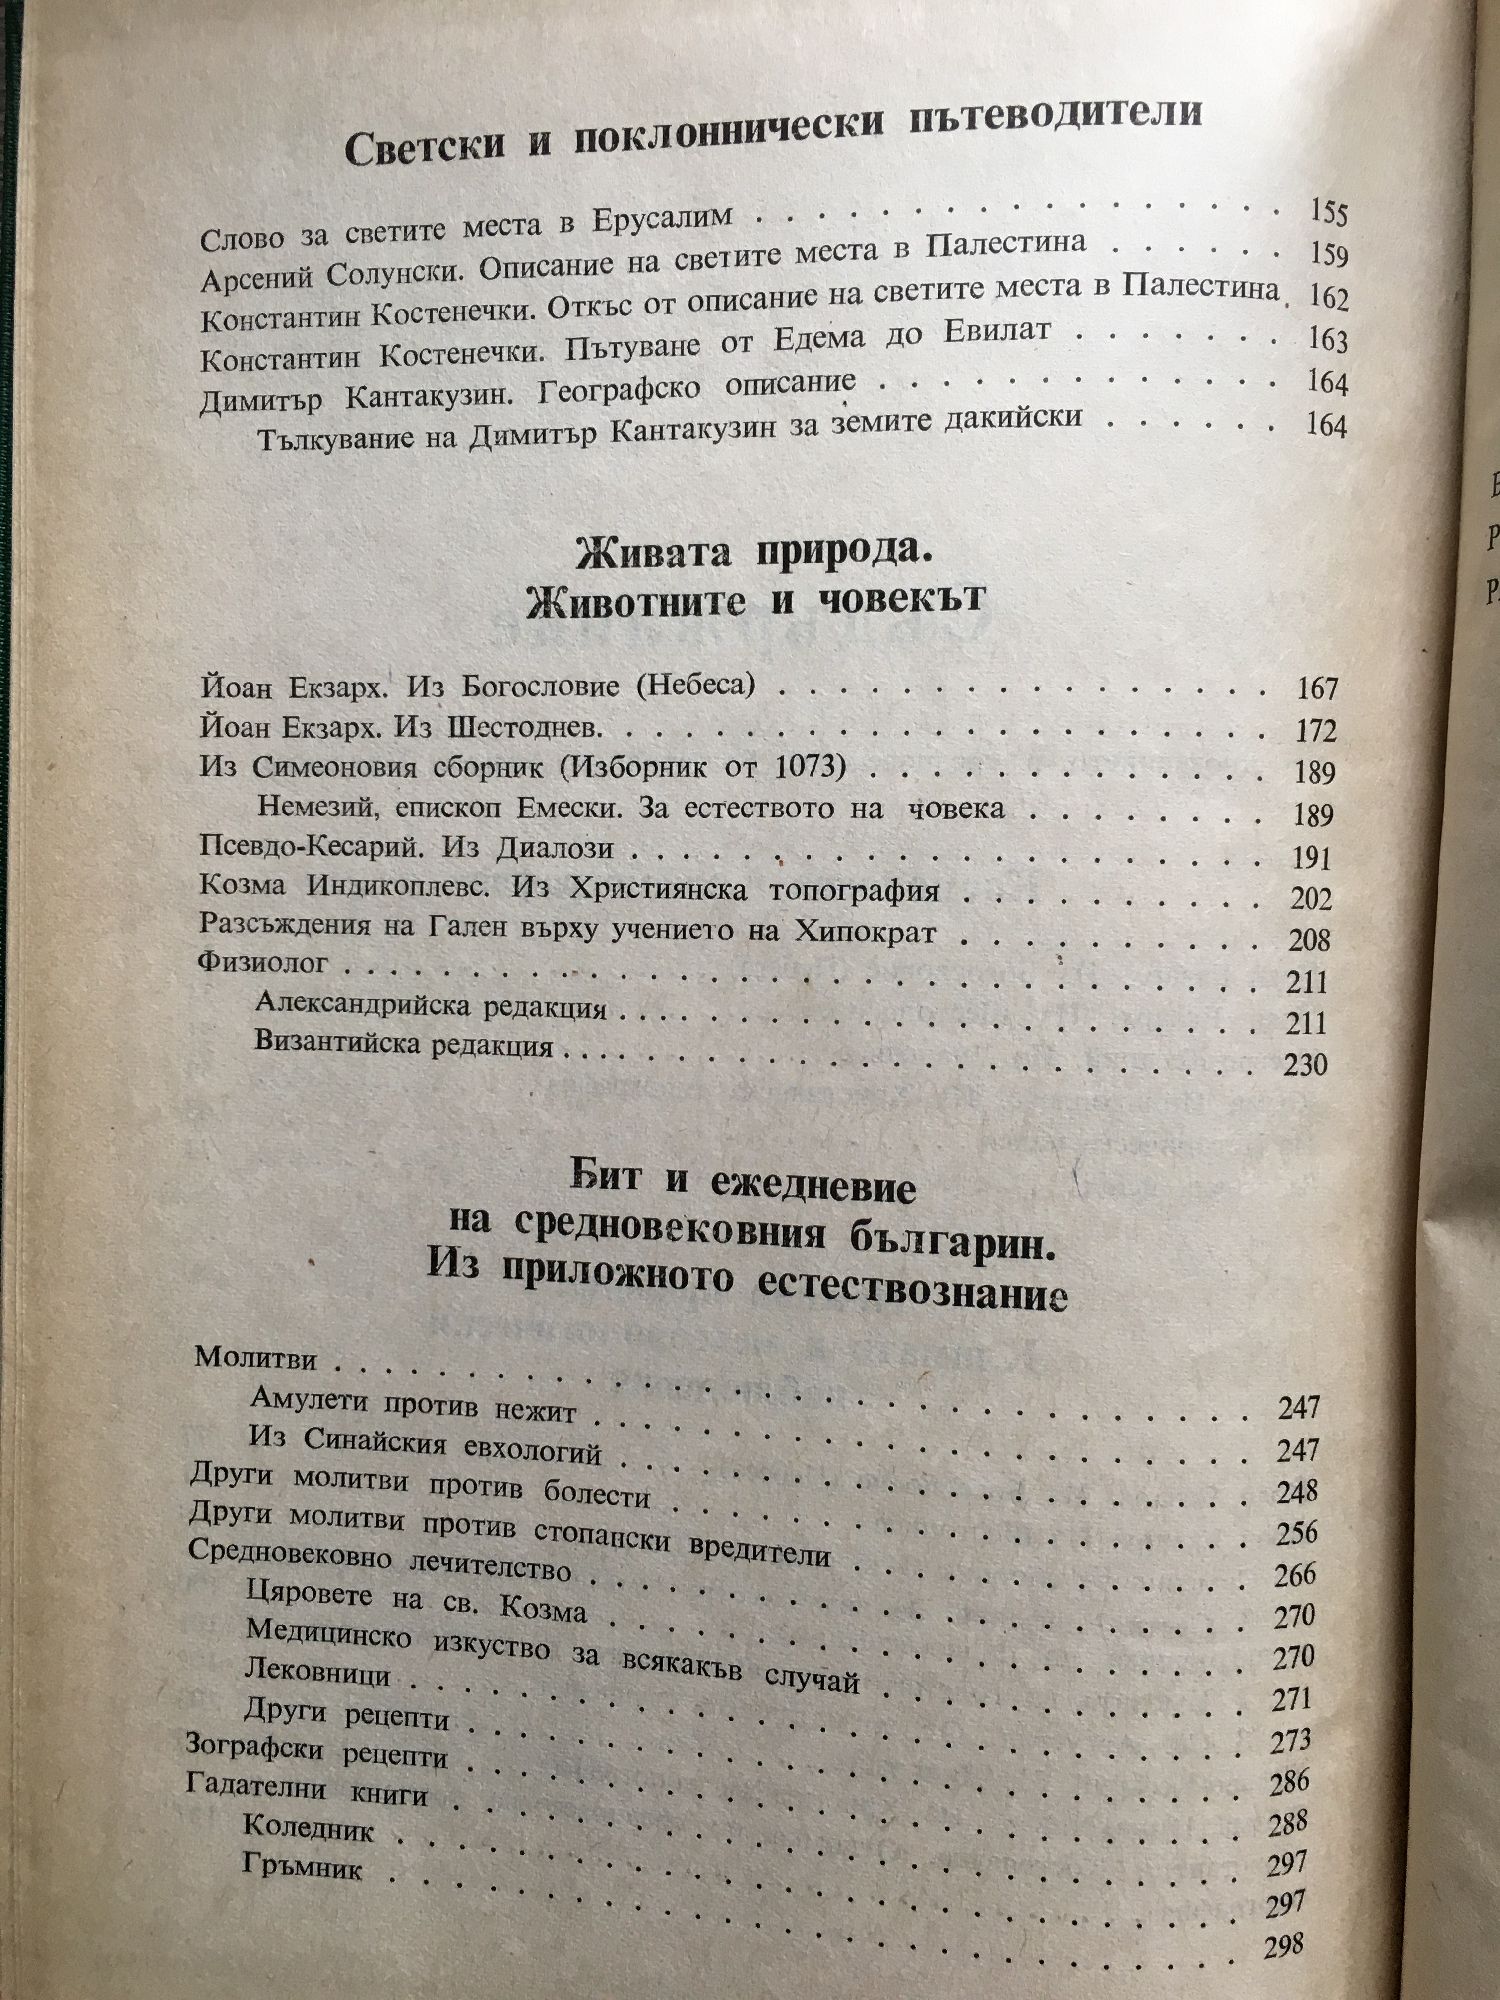 Светски и поклоннически пътеводители
Слово за светите места в Ерусалим . . . . . . . . . . . . . . . . . 155
Арсений Солунски. Описание на светите места в Палестина . . . . . . 159
Константин Костенечки. Откъс от описание на светите места в Палестина . 162
Константин Костенечки. Пътуване от Едема до Евилат . . . . . . . 163
Димитър Кантакузин. Географско описание . . . . . . . . . . . . . 164
Тълкувание на Димитър Кантакузин за земите дакийски . . . . . . 164
Живата природа.
Животните и човекът
Йоан Екзарх. Из Богословие (Небеса) . . . . . . . . . . . . . . . . 167
Йоан Екзарх. Из Шестоднев. . . . . . . . . . . . . . . . . . . . . 172
Из Симеоновия сборник (Изборник от 1073) . . . . . . . . . . . . . 189
Немезий, епископ Емески. За естеството на човека . . . . . . . . 189
Псевдо-Кесарий. Из Диалози . . . . . . . . . . . . . . . . . . . . 191
Козма Индикоплевс. Из Християнска топография . . . . . . . . . . 202
Разсъждения на Гален върху учението на Хипократ . . . . . . . . . 208
Физиолог . . . . . . . . . . . . . . . . . . . . . . . . . . . . . 211
Александрийска редакция . . . . . . . . . . . . . . . . . . . . . 211
Византийска редакция . . . . . . . . . . . . . . . . . . . . . . 230
Бит и ежедневие
на средновековния българин.
Из приложното естествознание
Молитви . . . . . . . . . . . . . . . . . . . . . . . . . . . . . 247
Амулети против нежит . . . . . . . . . . . . . . . . . . . . . . 247
Из Синайския евхологий . . . . . . . . . . . . . . . . . . . . . 248
Други молитви против болести . . . . . . . . . . . . . . . . . . . 256
Други молитви против стопански вредители . . . . . . . . . . . . . 266
Средновековно лечителство . . . . . . . . . . . . . . . . . . . . . 270
Цяровете на св. Козма . . . . . . . . . . . . . . . . . . . . . . 270
Медицинско изкуство за всякакъв случай . . . . . . . . . . . . . 271
Лековници . . . . . . . . . . . . . . . . . . . . . . . . . . . . 273
Други рецепти . . . . . . . . . . . . . . . . . . . . . . . . . . 286
Зографски рецепти . . . . . . . . . . . . . . . . . . . . . . . . . 288
Гадателни книги . . . . . . . . . . . . . . . . . . . . . . . . . . 297
Коледник . . . . . . . . . . . . . . . . . . . . . . . . . . . . 297
Гръмник . . . . . . . . . . . . . . . . . . . . . . . . . . . . 298